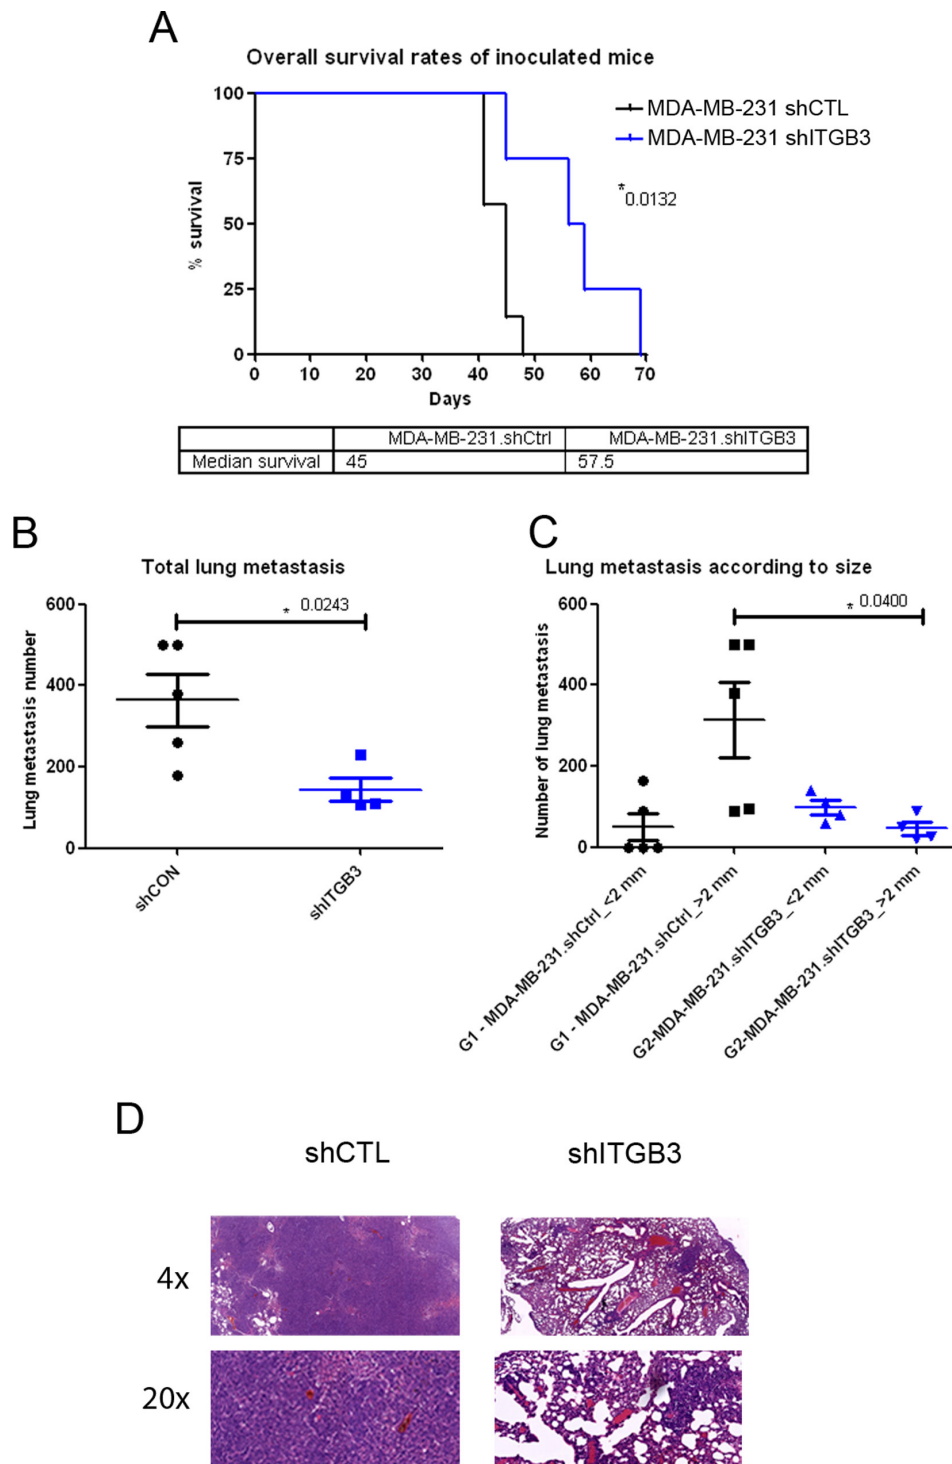 A
Overall survival rates of inoculated mice
100
75
50
25
0
% survival
0 10 20 30 40 50 60 70
Days
MDA-MB-231 shCTL
MDA-MB-231 shITGB3
*0.0132
MDA-MB-231.shCtrl MDA-MB-231.shITGB3
Median survival 45 57.5
B
Total lung metastasis
600
400
200
0
Lung metastasis number
* 0.0243
shCON
shITGB3
C
Lung metastasis according to size
600
400
200
0
Number of lung metastasis
* 0.0400
G1 - MDA-MB-231.shCtrl_<2 mm
G1 - MDA-MB-231.shCtrl_>2 mm
G2-MDA-MB-231.shITGB3_<2 mm
G2-MDA-MB-231.shITGB3_>2 mm
D
shCTL shITGB3
4x
20x